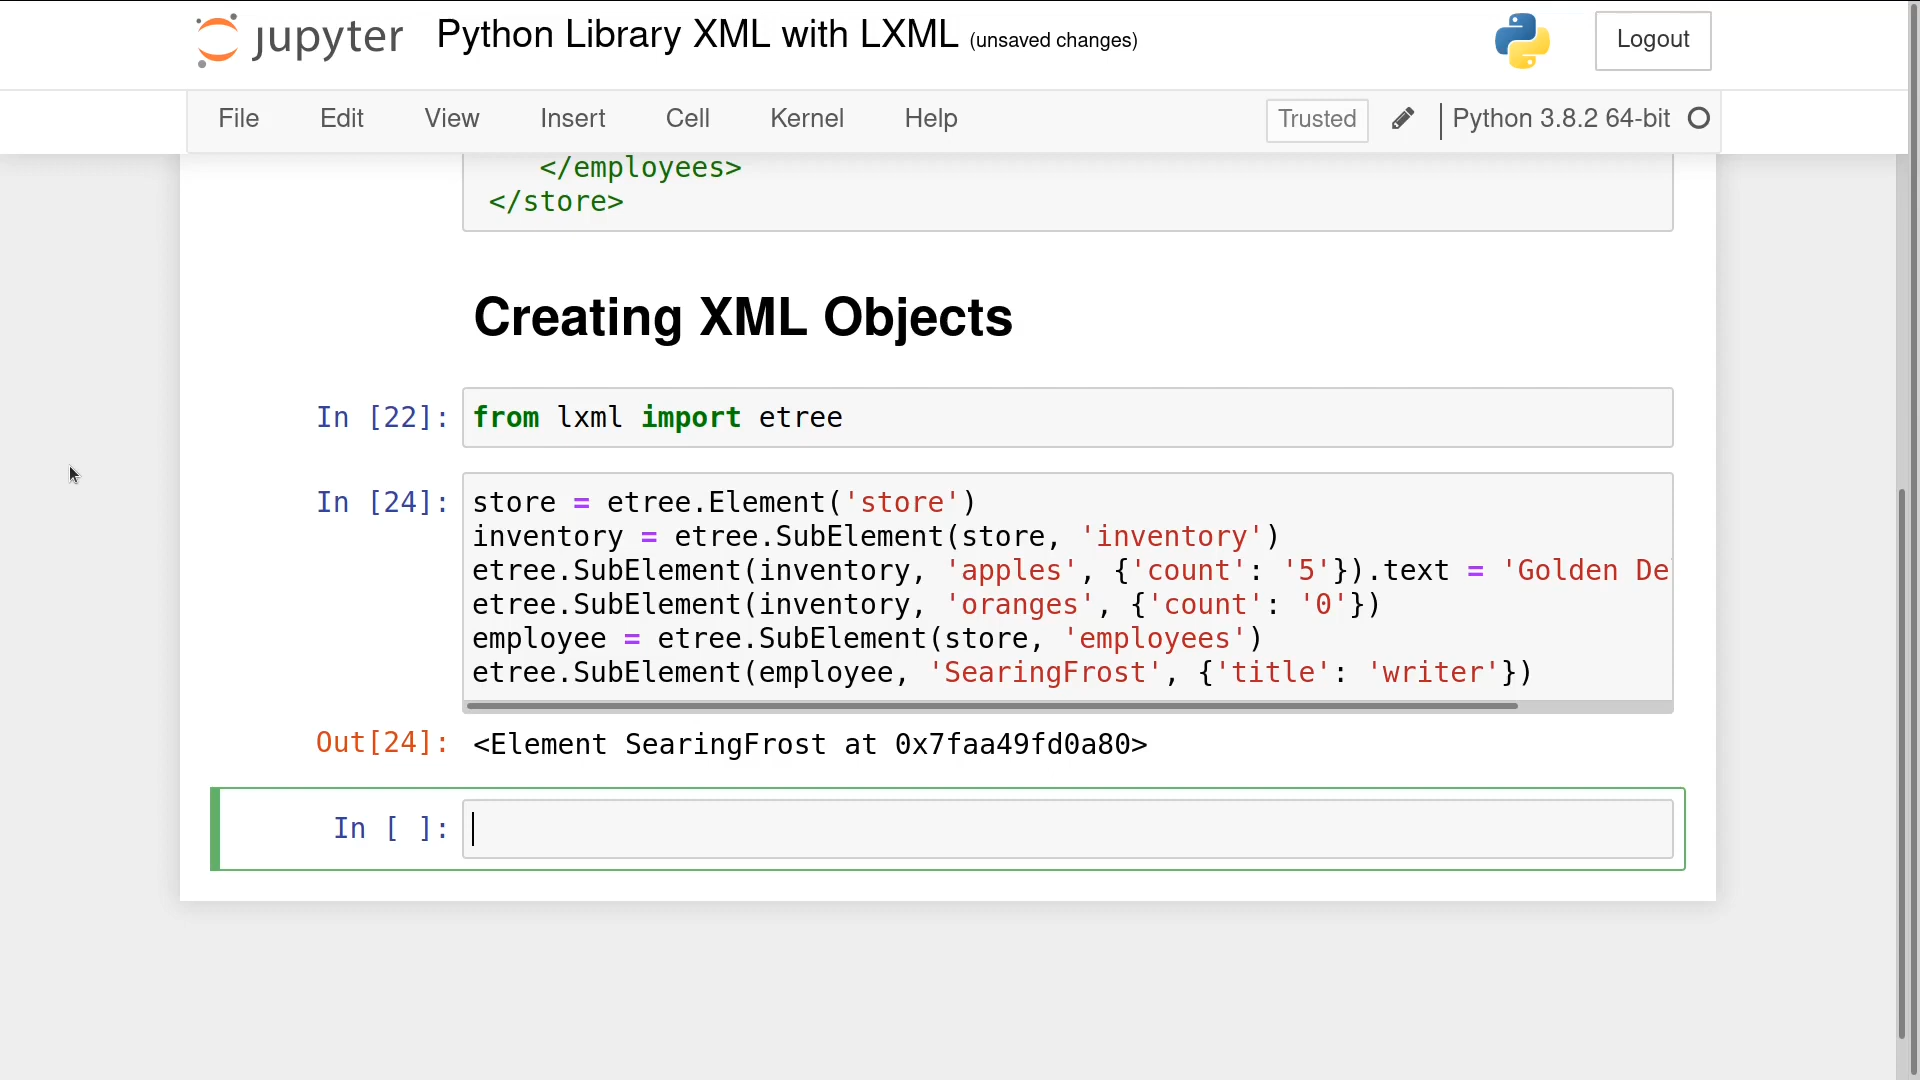 jupyter Python Library XML with LXML (unsaved changes) Logout
File Edit View Insert Cell Kernel Help Trusted Python 3.8.2 64-bit
</employees>
</store>
Creating XML Objects
In [22]: from lxml import etree
In [24]: store = etree.Element('store')
inventory = etree.SubElement(store, 'inventory')
etree.SubElement(inventory, 'apples', {'count': '5'}).text = 'Golden De
etree.SubElement(inventory, 'oranges', {'count': '0'})
employee = etree.SubElement(store, 'employees')
etree.SubElement(employee, 'SearingFrost', {'title': 'writer'})
Out[24]: <Element SearingFrost at 0x7faa49fd0a80>
In [ ]: